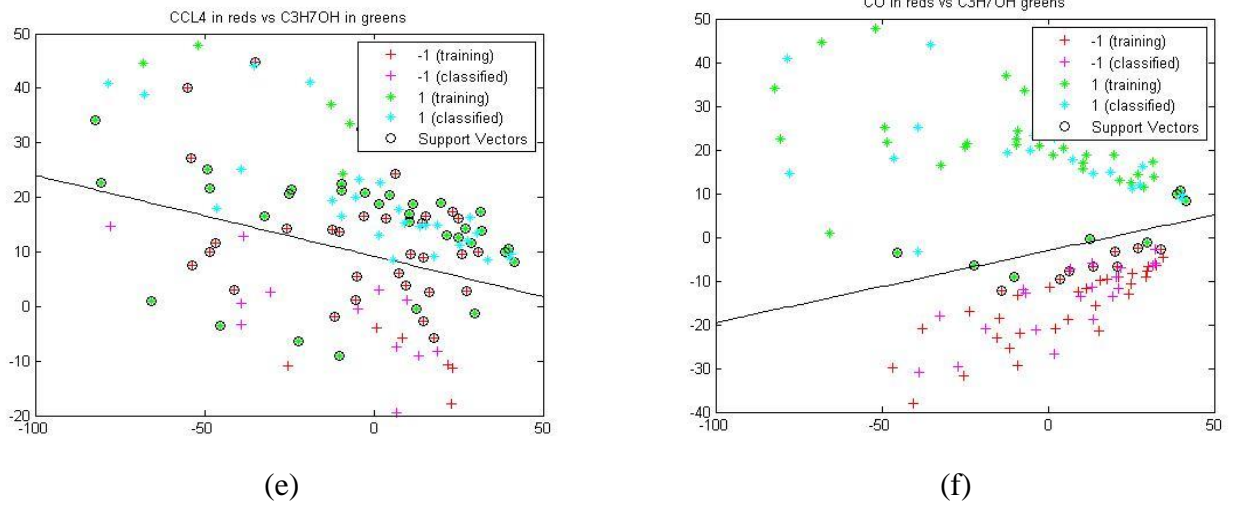 CCL4 in reds vs C3H7OH in greens
50
40
30
20
10
0
-10
-20
-100
-50
0
50
-1 (training)
-1 (classified)
1 (training)
1 (classified)
Support Vectors
(e)
CO in reds vs C3H7OH greens
50
40
30
20
10
0
-10
-20
-30
-40
-100
-50
0
50
-1 (training)
-1 (classified)
1 (training)
1 (classified)
Support Vectors
(f)